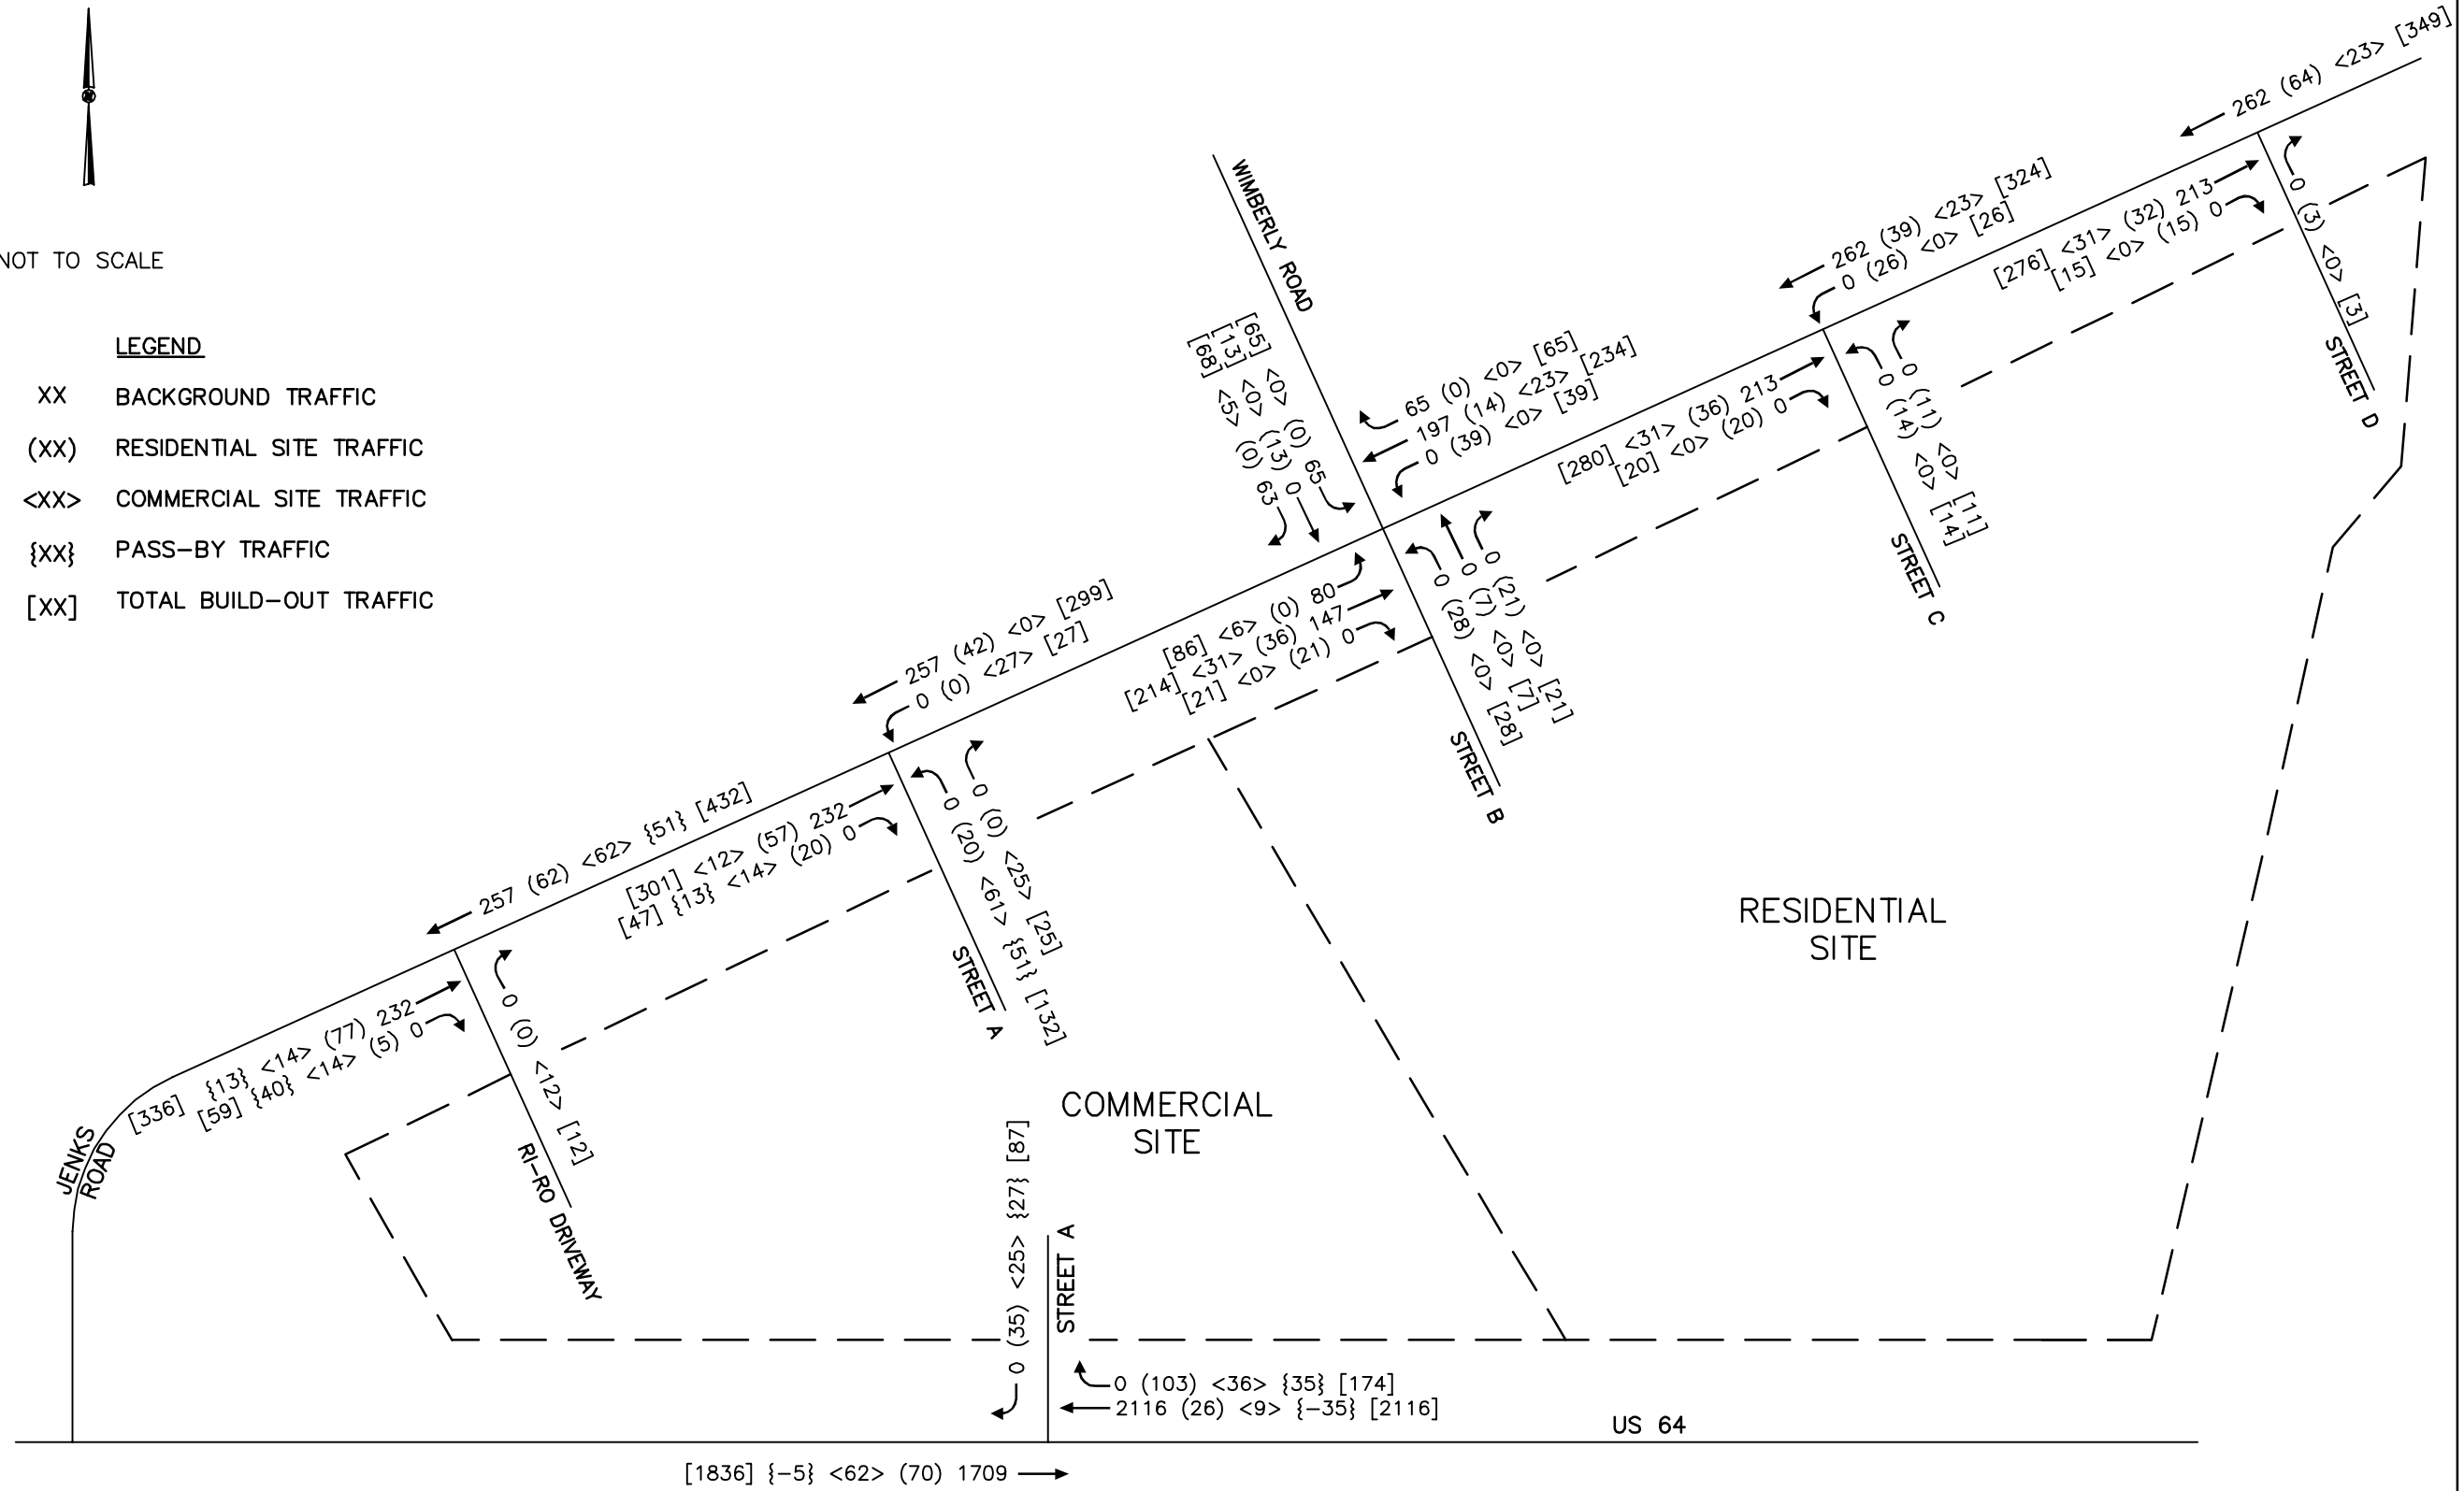 NOT TO SCALE
LEGEND
XX BACKGROUND TRAFFIC
(XX) RESIDENTIAL SITE TRAFFIC
<XX> COMMERCIAL SITE TRAFFIC
{XX} PASS-BY TRAFFIC
[XX] TOTAL BUILD-OUT TRAFFIC
262 (64) <23> [349]
[276] <31> (32) 213
[15] <0> (15) 0
0 (3) <0> [3]
STREET D
262 (39) <23> [324]
0 (26) <0> [26]
[280] <31> (36) 213
[20] <0> (20) 0
0 (11) <0> [11]
0 (14) <0> [14]
STREET C
WIMBERLY ROAD
[65] <0> (0) 65
[13] <0> (13) 0
[68] <5> (0) 63
65 (0) <0> [65]
197 (14) <23> [234]
0 (39) <0> [39]
[86] <6> (0) 80
[214] <31> (36) 147
[21] <0> (21) 0
0 (21) <0> [21]
0 (7) <0> [7]
0 (28) <0> [28]
STREET B
257 (42) <0> [299]
0 (0) <27> [27]
[301] <12> (57) 232
[47] {13} <14> (20) 0
0 (0) <25> [25]
0 (20) <61> {51} [132]
STREET A
257 (62) <62> {51} [432]
[336] {13} <14> (77) 232
[59] {40} <14> (5) 0
0 (0) <12> [12]
RI-RO DRIVEWAY
JENKS
ROAD
RESIDENTIAL
SITE
COMMERCIAL
SITE
0 (35) <25> {27} [87]
STREET A
0 (103) <36> {35} [174]
2116 (26) <9> {-35} [2116]
US 64
[1836] {-5} <62> (70) 1709